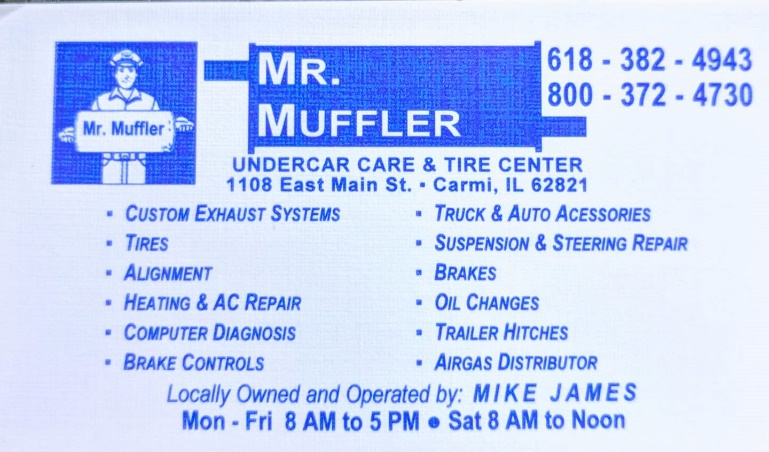 Mr. Muffler
MR.
MUFFLER
618 - 382 - 4943
800 - 372 - 4730
UNDERCAR CARE & TIRE CENTER
1108 East Main St. • Carmi, IL 62821
▪ CUSTOM EXHAUST SYSTEMS
▪ TIRES
▪ ALIGNMENT
▪ HEATING & AC REPAIR
▪ COMPUTER DIAGNOSIS
▪ BRAKE CONTROLS
▪ TRUCK & AUTO ACESSORIES
▪ SUSPENSION & STEERING REPAIR
▪ BRAKES
▪ OIL CHANGES
▪ TRAILER HITCHES
▪ AIRGAS DISTRIBUTOR
Locally Owned and Operated by: MIKE JAMES
Mon - Fri 8 AM to 5 PM ● Sat 8 AM to Noon